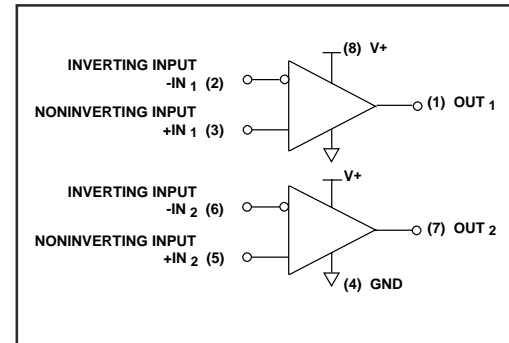 (8) V+
INVERTING INPUT
-IN 1 (2)
(1) OUT 1
NONINVERTING INPUT
+IN 1 (3)
V+
INVERTING INPUT
-IN 2 (6)
(7) OUT 2
NONINVERTING INPUT
+IN 2 (5)
(4) GND